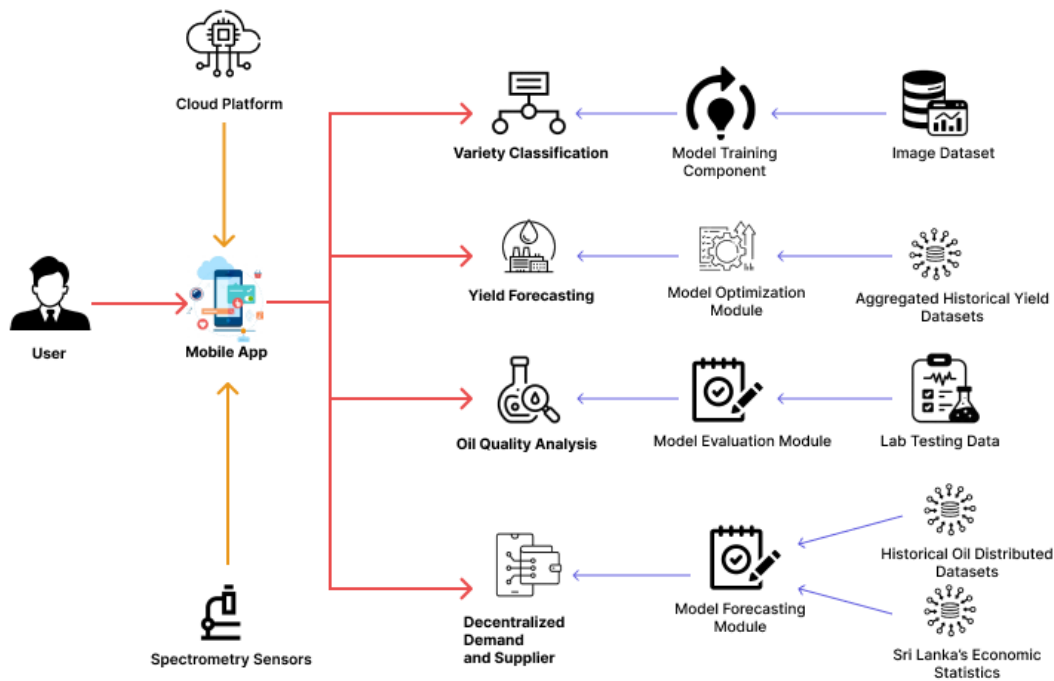 Cloud Platform
Variety Classification
Model Training
Component
Image Dataset
User
Mobile App
Yield Forecasting
Model Optimization
Module
Aggregated Historical Yield
Datasets
Oil Quality Analysis
Model Evaluation Module
Lab Testing Data
Spectrometry Sensors
Decentralized
Demand
and Supplier
Model Forecasting
Module
Historical Oil Distributed
Datasets
Sri Lanka's Economic
Statistics